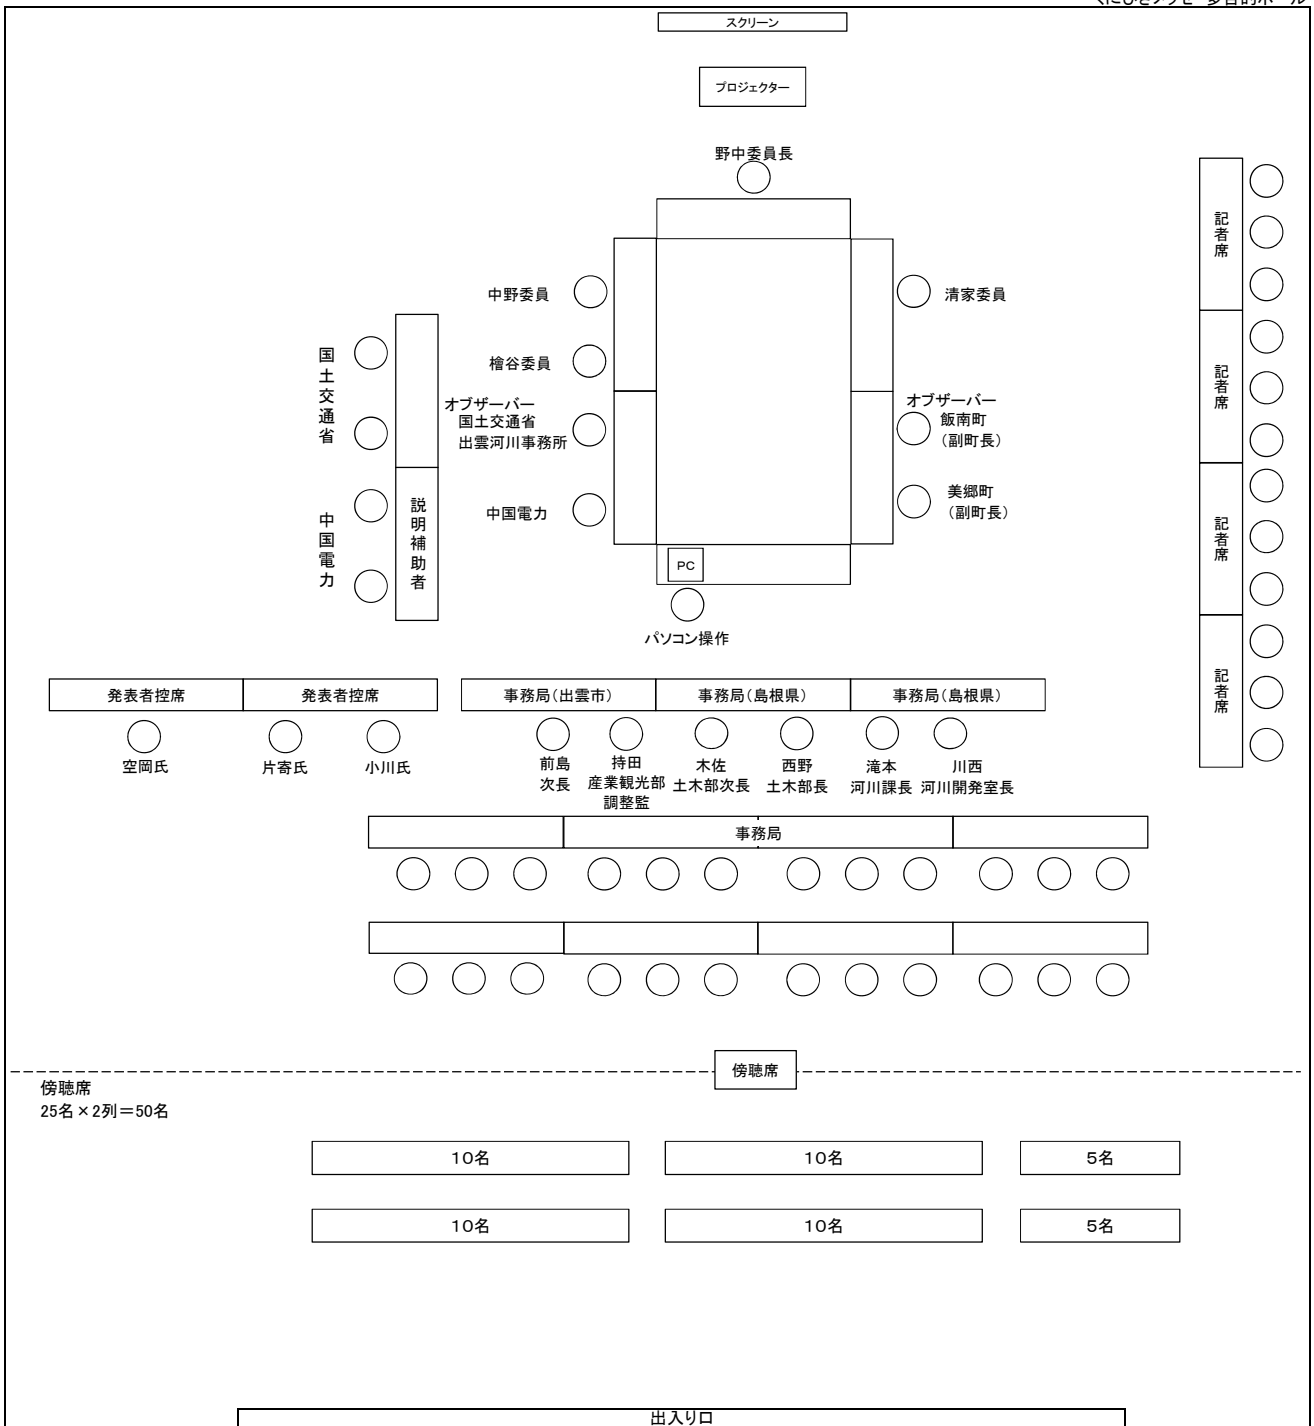 スクリーン
プロジェクター
野中委員長
中野委員
清家委員
檜谷委員
オブザーバー
国土交通省
出雲河川事務所
中国電力
オブザーバー
飯南町
(副町長)
美郷町
(副町長)
国土交通省
中国電力
説明補助者
記者席
記者席
記者席
記者席
PC
パソコン操作
発表者控席
発表者控席
事務局(出雲市)
事務局(島根県)
事務局(島根県)
空岡氏
片寄氏
小川氏
前島
次長
持田
産業観光部
調整監
木佐
土木部次長
西野
土木部長
滝本
河川課長
川西
河川開発室長
事務局
傍聴席
傍聴席
25名×2列=50名
10名
10名
5名
10名
10名
5名
出入り口